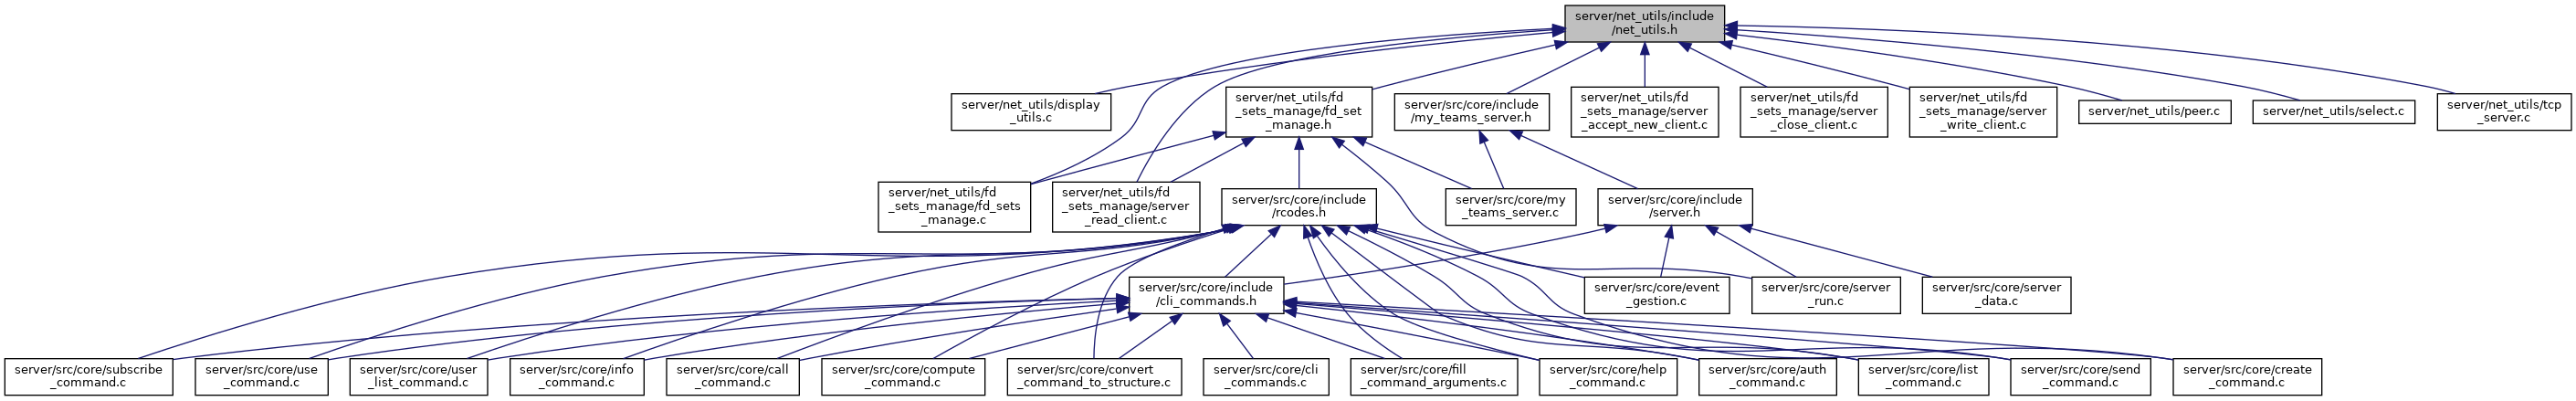 server/net_utils/include
/net_utils.h
server/net_utils/display
_utils.c
server/net_utils/fd
_sets_manage/fd_set
_manage.h
server/src/core/include
/my_teams_server.h
server/net_utils/fd
_sets_manage/server
_accept_new_client.c
server/net_utils/fd
_sets_manage/server
_close_client.c
server/net_utils/fd
_sets_manage/server
_write_client.c
server/net_utils/peer.c
server/net_utils/select.c
server/net_utils/tcp
_server.c
server/net_utils/fd
_sets_manage/fd_sets
_manage.c
server/net_utils/fd
_sets_manage/server
_read_client.c
server/src/core/include
/rcodes.h
server/src/core/my
_teams_server.c
server/src/core/include
/server.h
server/src/core/include
/cli_commands.h
server/src/core/event
_gestion.c
server/src/core/server
_run.c
server/src/core/server
_data.c
server/src/core/subscribe
_command.c
server/src/core/use
_command.c
server/src/core/user
_list_command.c
server/src/core/info
_command.c
server/src/core/call
_command.c
server/src/core/compute
_command.c
server/src/core/convert
_command_to_structure.c
server/src/core/cli
_commands.c
server/src/core/fill
_command_arguments.c
server/src/core/help
_command.c
server/src/core/auth
_command.c
server/src/core/list
_command.c
server/src/core/send
_command.c
server/src/core/create
_command.c